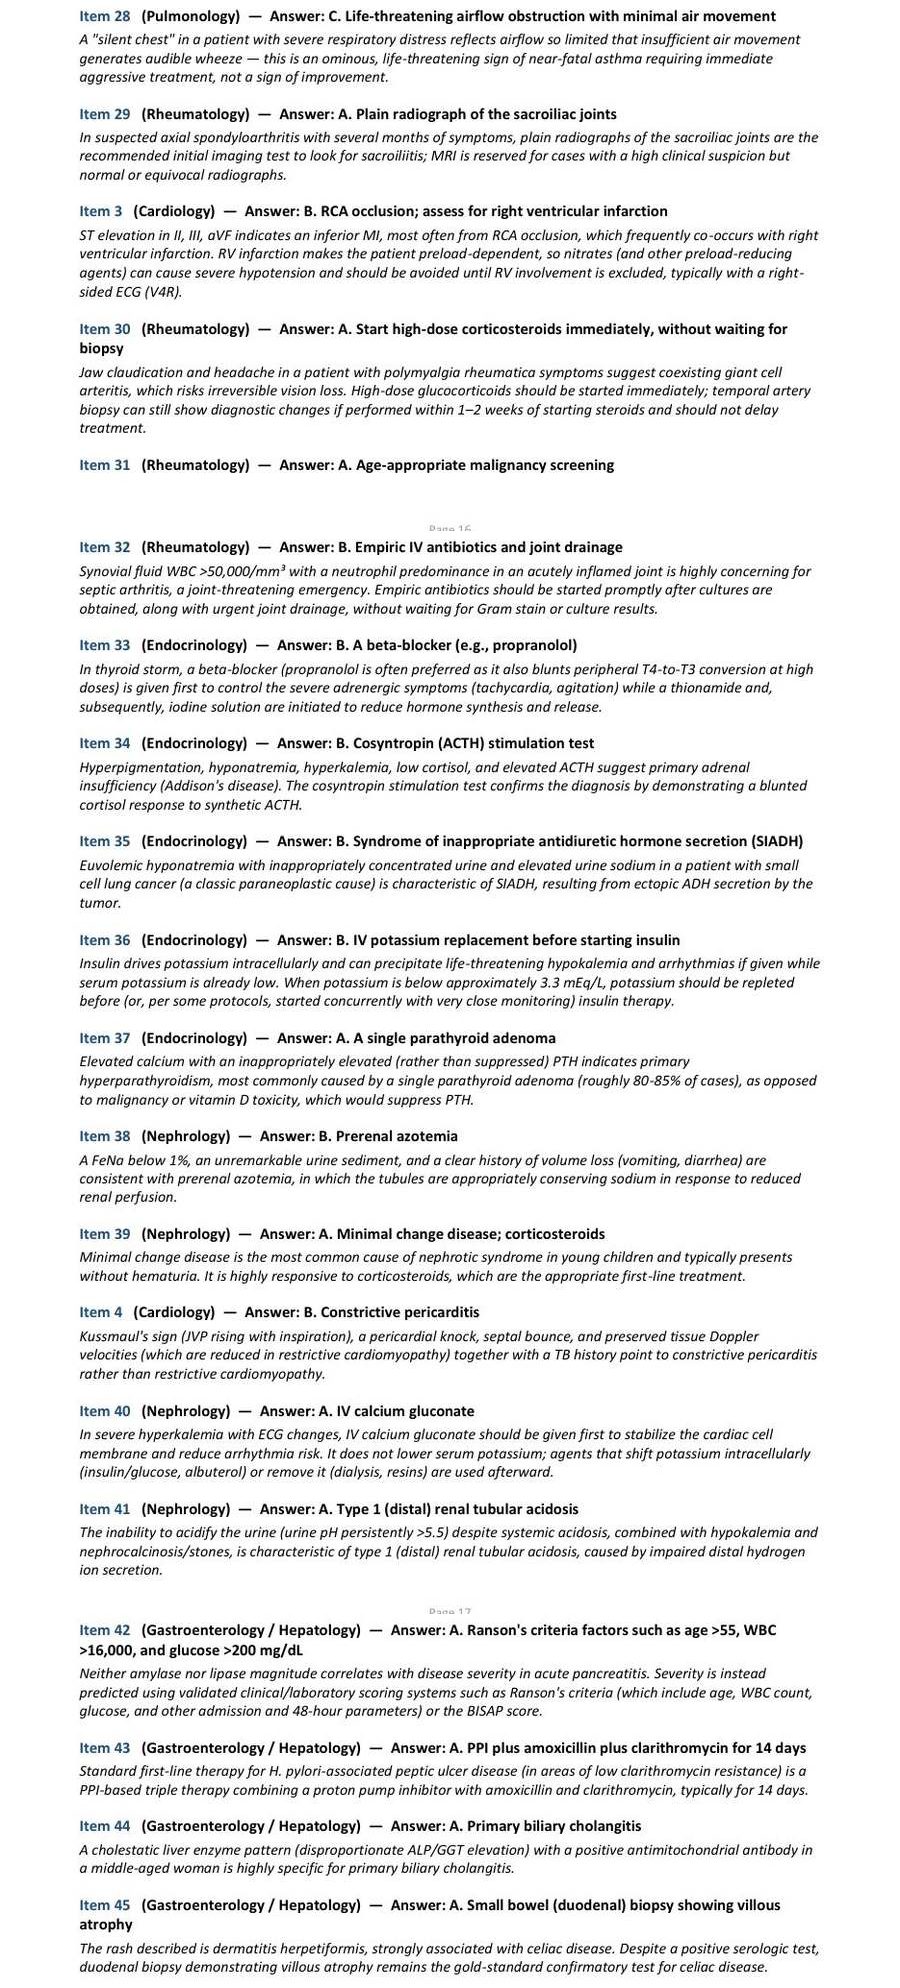 Item 28 (Pulmonology) — Answer: C. Life-threatening airflow obstruction with minimal air movement
A "silent chest" in a patient with severe respiratory distress reflects airflow so limited that insufficient air movement
generates audible wheeze — this is an ominous, life-threatening sign of near-fatal asthma requiring immediate
aggressive treatment, not a sign of improvement.
Item 29 (Rheumatology) — Answer: A. Plain radiograph of the sacroiliac joints
In suspected axial spondyloarthritis with several months of symptoms, plain radiographs of the sacroiliac joints are the
recommended initial imaging test to look for sacroiliitis; MRI is reserved for cases with a high clinical suspicion but
normal or equivocal radiographs.
Item 3 (Cardiology) — Answer: B. RCA occlusion; assess for right ventricular infarction
ST elevation in II, III, aVF indicates an inferior MI, most often from RCA occlusion, which frequently co-occurs with right
ventricular infarction. RV infarction makes the patient preload-dependent, so nitrates (and other preload-reducing
agents) can cause severe hypotension and should be avoided until RV involvement is excluded, typically with a right-
sided ECG (V4R).
Item 30 (Rheumatology) — Answer: A. Start high-dose corticosteroids immediately, without waiting for
biopsy
Jaw claudication and headache in a patient with polymyalgia rheumatica symptoms suggest coexisting giant cell
arteritis, which risks irreversible vision loss. High-dose glucocorticoids should be started immediately; temporal artery
biopsy can still show diagnostic changes if performed within 1–2 weeks of starting steroids and should not delay
treatment.
Item 31 (Rheumatology) — Answer: A. Age-appropriate malignancy screening
Page 16
Item 32 (Rheumatology) — Answer: B. Empiric IV antibiotics and joint drainage
Synovial fluid WBC >50,000/mm³ with a neutrophil predominance in an acutely inflamed joint is highly concerning for
septic arthritis, a joint-threatening emergency. Empiric antibiotics should be started promptly after cultures are
obtained, along with urgent joint drainage, without waiting for Gram stain or culture results.
Item 33 (Endocrinology) — Answer: B. A beta-blocker (e.g., propranolol)
In thyroid storm, a beta-blocker (propranolol is often preferred as it also blunts peripheral T4-to-T3 conversion at high
doses) is given first to control the severe adrenergic symptoms (tachycardia, agitation) while a thionamide and,
subsequently, iodine solution are initiated to reduce hormone synthesis and release.
Item 34 (Endocrinology) — Answer: B. Cosyntropin (ACTH) stimulation test
Hyperpigmentation, hyponatremia, hyperkalemia, low cortisol, and elevated ACTH suggest primary adrenal
insufficiency (Addison's disease). The cosyntropin stimulation test confirms the diagnosis by demonstrating a blunted
cortisol response to synthetic ACTH.
Item 35 (Endocrinology) — Answer: B. Syndrome of inappropriate antidiuretic hormone secretion (SIADH)
Euvolemic hyponatremia with inappropriately concentrated urine and elevated urine sodium in a patient with small
cell lung cancer (a classic paraneoplastic cause) is characteristic of SIADH, resulting from ectopic ADH secretion by the
tumor.
Item 36 (Endocrinology) — Answer: B. IV potassium replacement before starting insulin
Insulin drives potassium intracellularly and can precipitate life-threatening hypokalemia and arrhythmias if given while
serum potassium is already low. When potassium is below approximately 3.3 mEq/L, potassium should be repleted
before (or, per some protocols, started concurrently with very close monitoring) insulin therapy.
Item 37 (Endocrinology) — Answer: A. A single parathyroid adenoma
Elevated calcium with an inappropriately elevated (rather than suppressed) PTH indicates primary
hyperparathyroidism, most commonly caused by a single parathyroid adenoma (roughly 80-85% of cases), as opposed
to malignancy or vitamin D toxicity, which would suppress PTH.
Item 38 (Nephrology) — Answer: B. Prerenal azotemia
A FeNa below 1%, an unremarkable urine sediment, and a clear history of volume loss (vomiting, diarrhea) are
consistent with prerenal azotemia, in which the tubules are appropriately conserving sodium in response to reduced
renal perfusion.
Item 39 (Nephrology) — Answer: A. Minimal change disease; corticosteroids
Minimal change disease is the most common cause of nephrotic syndrome in young children and typically presents
without hematuria. It is highly responsive to corticosteroids, which are the appropriate first-line treatment.
Item 4 (Cardiology) — Answer: B. Constrictive pericarditis
Kussmaul's sign (JVP rising with inspiration), a pericardial knock, septal bounce, and preserved tissue Doppler
velocities (which are reduced in restrictive cardiomyopathy) together with a TB history point to constrictive pericarditis
rather than restrictive cardiomyopathy.
Item 40 (Nephrology) — Answer: A. IV calcium gluconate
In severe hyperkalemia with ECG changes, IV calcium gluconate should be given first to stabilize the cardiac cell
membrane and reduce arrhythmia risk. It does not lower serum potassium; agents that shift potassium intracellularly
(insulin/glucose, albuterol) or remove it (dialysis, resins) are used afterward.
Item 41 (Nephrology) — Answer: A. Type 1 (distal) renal tubular acidosis
The inability to acidify the urine (urine pH persistently >5.5) despite systemic acidosis, combined with hypokalemia and
nephrocalcinosis/stones, is characteristic of type 1 (distal) renal tubular acidosis, caused by impaired distal hydrogen
ion secretion.
Page 17
Item 42 (Gastroenterology / Hepatology) — Answer: A. Ranson's criteria factors such as age >55, WBC
>16,000, and glucose >200 mg/dL
Neither amylase nor lipase magnitude correlates with disease severity in acute pancreatitis. Severity is instead
predicted using validated clinical/laboratory scoring systems such as Ranson's criteria (which include age, WBC count,
glucose, and other admission and 48-hour parameters) or the BISAP score.
Item 43 (Gastroenterology / Hepatology) — Answer: A. PPI plus amoxicillin plus clarithromycin for 14 days
Standard first-line therapy for H. pylori-associated peptic ulcer disease (in areas of low clarithromycin resistance) is a
PPI-based triple therapy combining a proton pump inhibitor with amoxicillin and clarithromycin, typically for 14 days.
Item 44 (Gastroenterology / Hepatology) — Answer: A. Primary biliary cholangitis
A cholestatic liver enzyme pattern (disproportionate ALP/GGT elevation) with a positive antimitochondrial antibody in
a middle-aged woman is highly specific for primary biliary cholangitis.
Item 45 (Gastroenterology / Hepatology) — Answer: A. Small bowel (duodenal) biopsy showing villous
atrophy
The rash described is dermatitis herpetiformis, strongly associated with celiac disease. Despite a positive serologic test,
duodenal biopsy demonstrating villous atrophy remains the gold-standard confirmatory test for celiac disease.